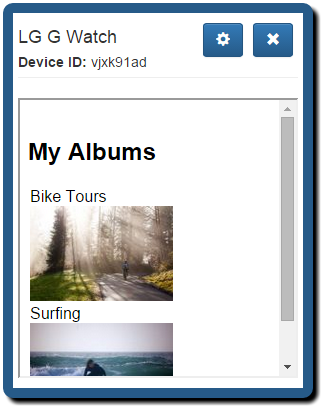 LG G Watch
Device ID: vjxk91ad
My Albums
Bike Tours
Surfing